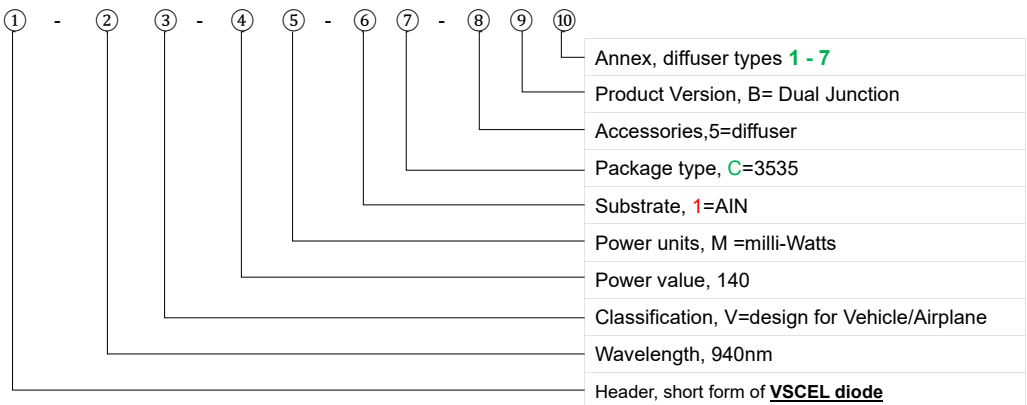 ① - ② ③ - ④ ⑤ - ⑥ ⑦ - ⑧ ⑨ ⑩
Annex, diffuser types 1 - 7
Product Version, B= Dual Junction
Accessories,5=diffuser
Package type, C=3535
Substrate, 1=AIN
Power units, M =milli-Watts
Power value, 140
Classification, V=design for Vehicle/Airplane
Wavelength, 940nm
Header, short form of VSCEL diode